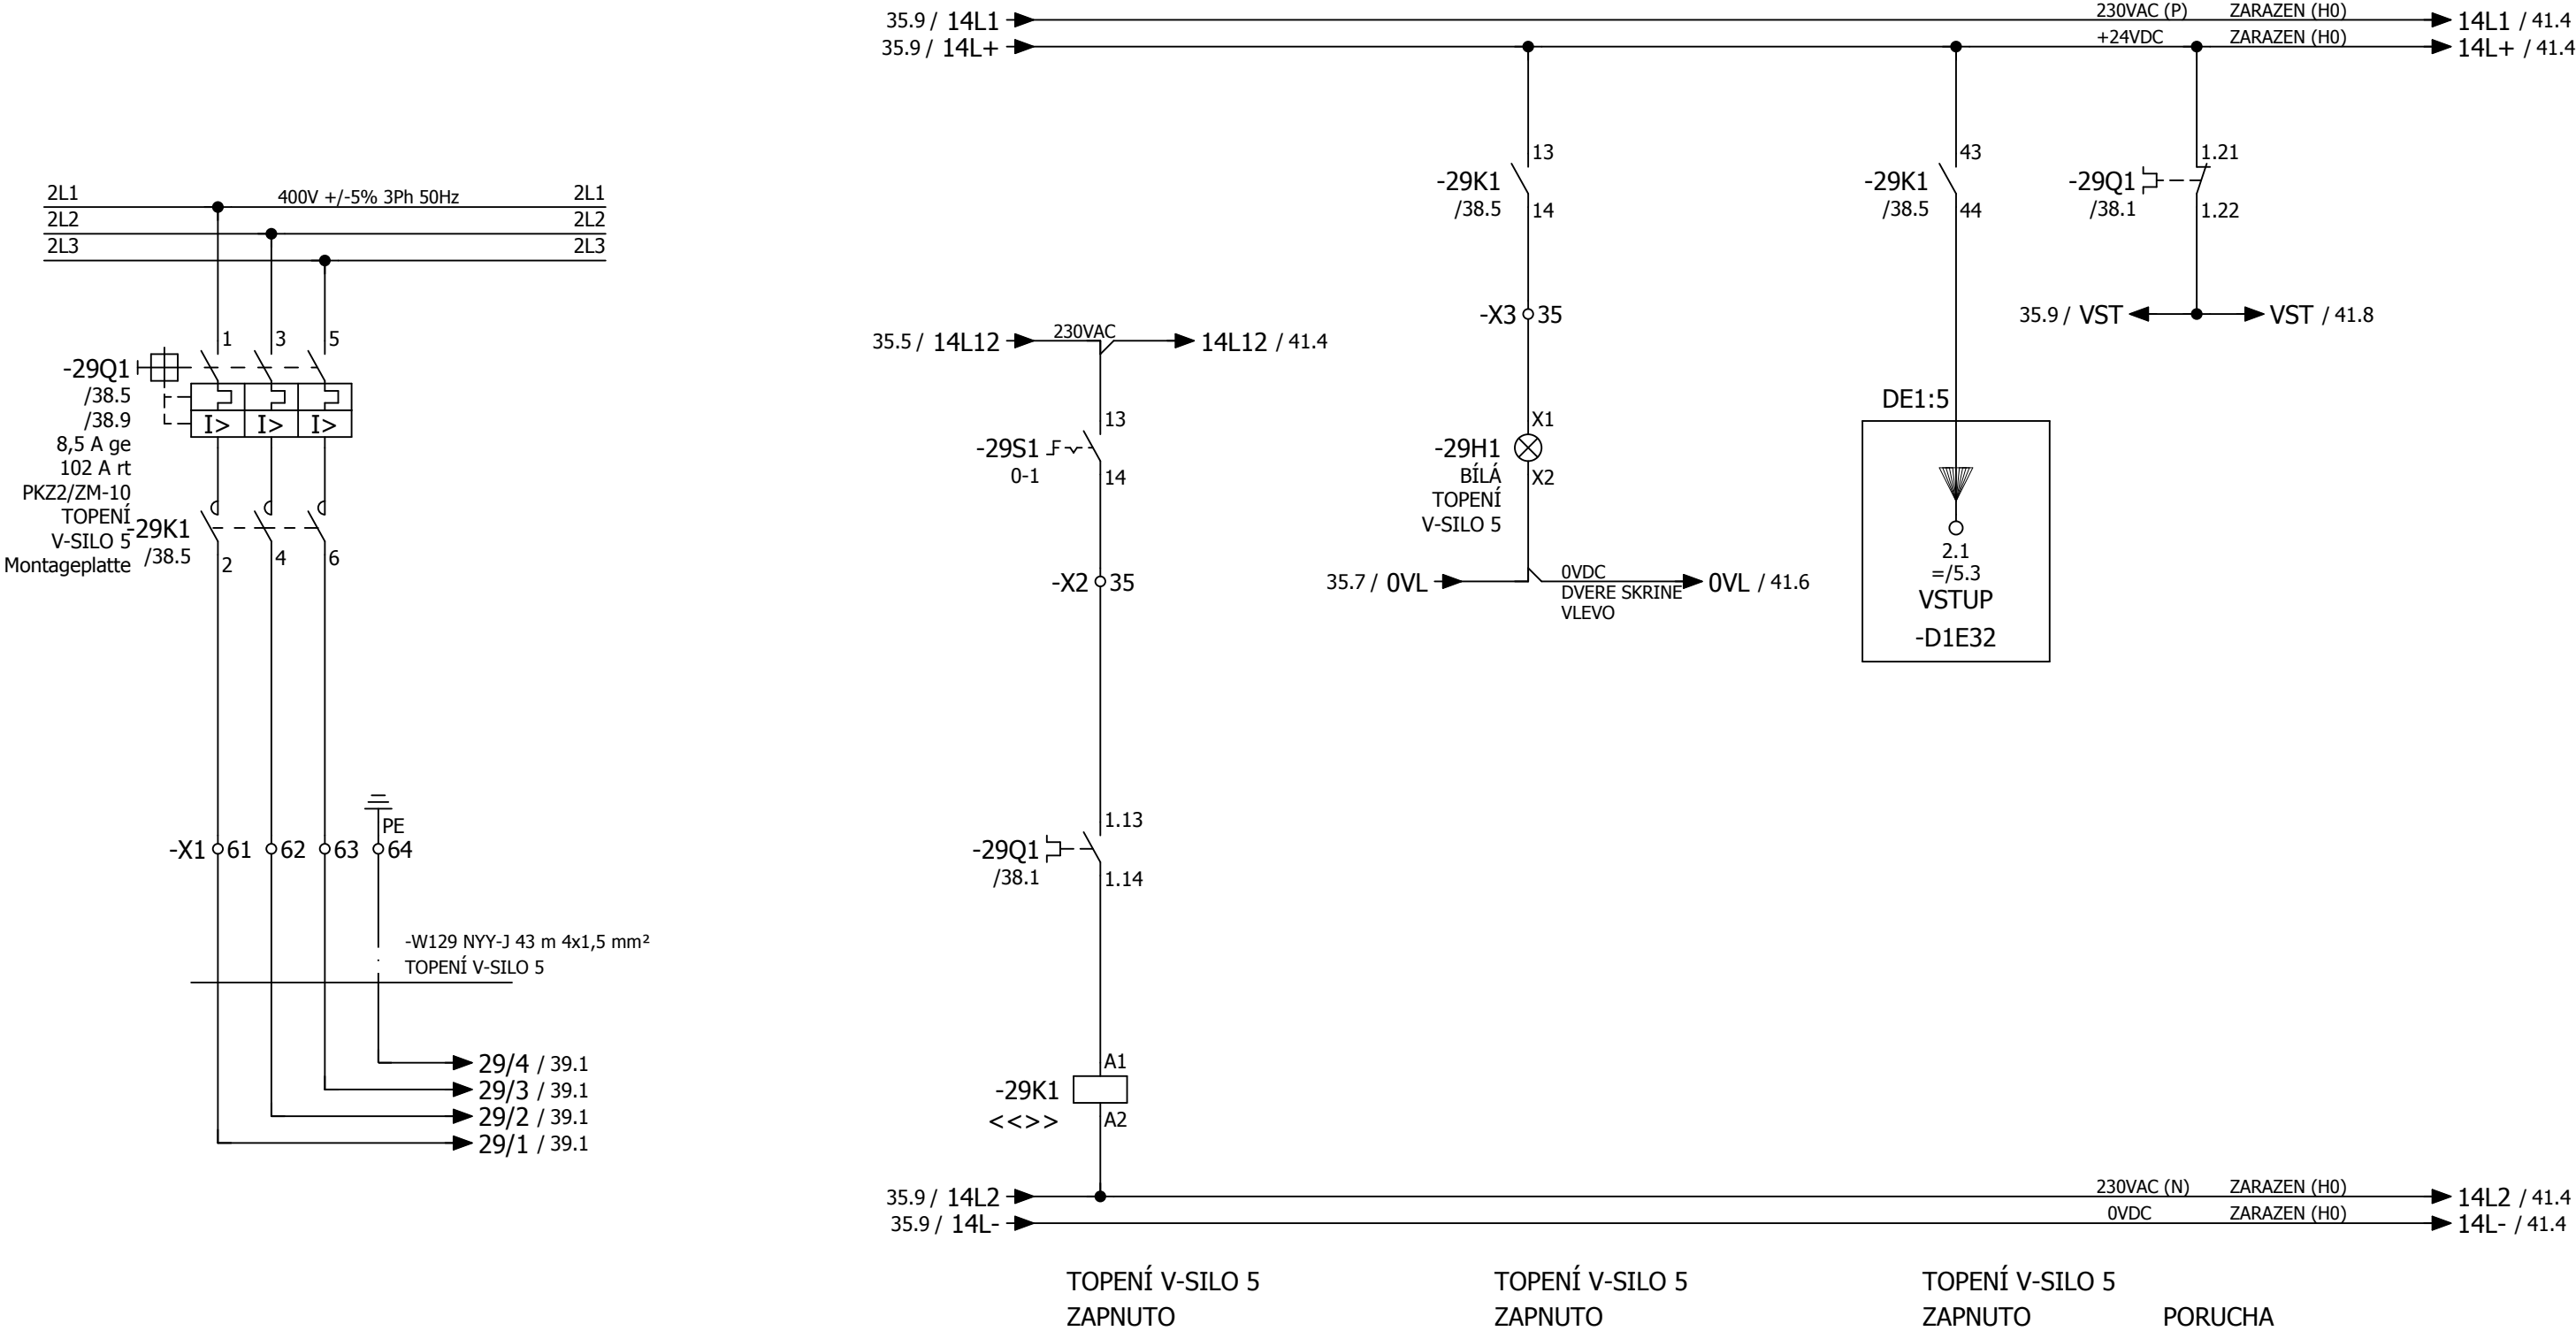 35.9 / 14L1
230VAC (P) ZARAZEN (H0)
14L1 / 41.4
35.9 / 14L+
+24VDC ZARAZEN (H0)
14L+ / 41.4
2L1 400V +/-5% 3Ph 50Hz 2L1
2L2 2L2
2L3 2L3
1 3 5
-29Q1
/38.5
/38.9
8,5 A ge
102 A rt
PKZ2/ZM-10
TOPENÍ
V-SILO 5
Montageplatte
I> I> I>
-29K1
/38.5
2 4 6
-X1 61 62 63 64
PE
-W129 NYY-J 43 m 4x1,5 mm²
TOPENÍ V-SILO 5
29/4 / 39.1
29/3 / 39.1
29/2 / 39.1
29/1 / 39.1
35.5 / 14L12
230VAC
14L12 / 41.4
13
-29S1
0-1
14
-X2 35
1.13
-29Q1
/38.1
1.14
A1
-29K1
<<>>
A2
13
-29K1
/38.5
14
-X3 35
X1
-29H1
BÍLÁ
X2
TOPENÍ
V-SILO 5
35.7 / 0VL
0VDC
DVERE SKRINE
VLEVO
0VL / 41.6
43
-29K1
/38.5
44
DE1:5
2.1
=/5.3
VSTUP
-D1E32
1.21
-29Q1
/38.1
1.22
35.9 / VST
VST / 41.8
35.9 / 14L2
230VAC (N) ZARAZEN (H0)
14L2 / 41.4
35.9 / 14L-
0VDC ZARAZEN (H0)
14L- / 41.4
TOPENÍ V-SILO 5
ZAPNUTO
TOPENÍ V-SILO 5
ZAPNUTO
TOPENÍ V-SILO 5
ZAPNUTO
PORUCHA